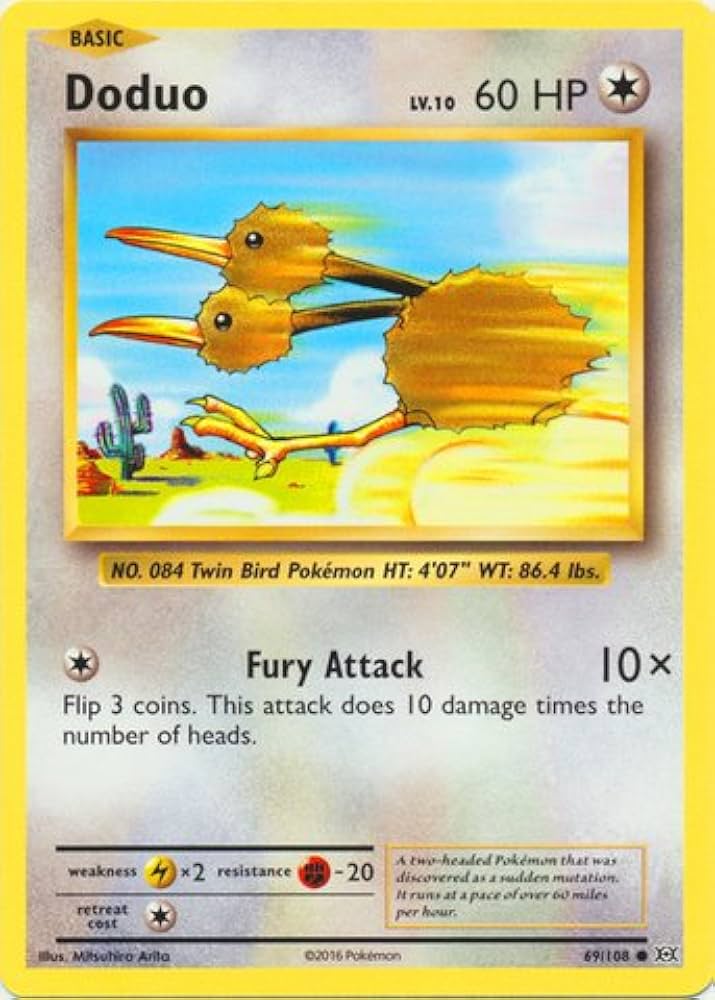 BASIC
Doduo LV.10 60 HP
NO. 084 Twin Bird Pokémon HT: 4'07" WT: 86.4 lbs.
Fury Attack 10×
Flip 3 coins. This attack does 10 damage times the
number of heads.
weakness ×2 resistance -20
retreat
cost
A two-headed Pokémon that was
discovered as a sudden mutation.
It runs at a pace of over 60 miles
per hour.
Illus. Mitsuhiro Arita ©2016 Pokémon 69/108